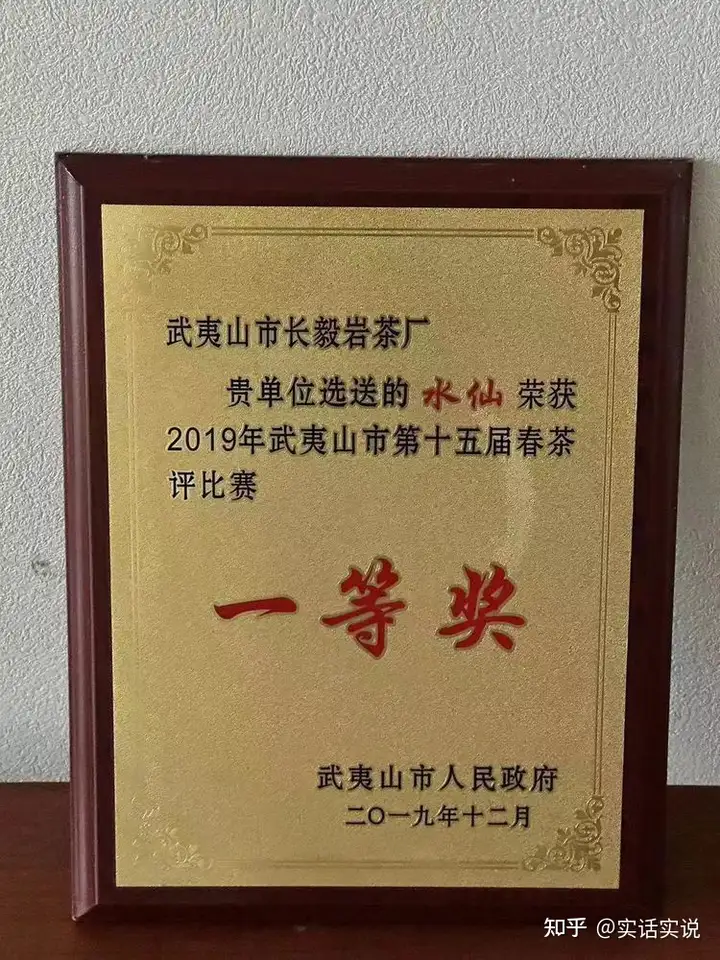 武夷山市长毅岩茶厂
贵单位选送的 水仙 荣获
2019年武夷山市第十五届春茶
评比赛
一等奖
武夷山市人民政府
二〇一九年十二月
知乎 @实话实说